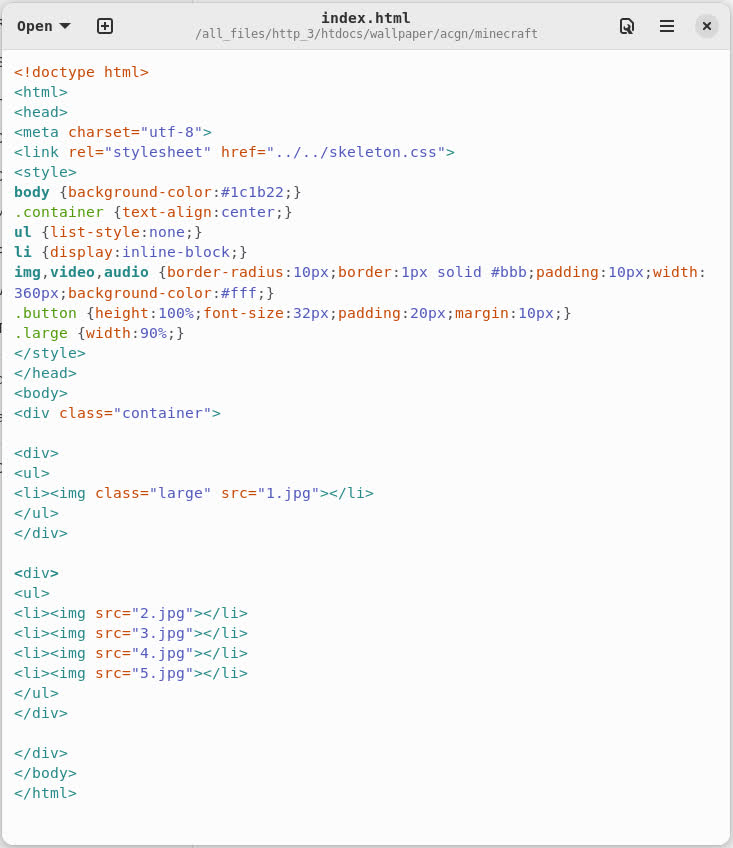 Open
index.html
/all_files/http_3/htdocs/wallpaper/acgn/minecraft
<!doctype html>
<html>
<head>
<meta charset="utf-8">
<link rel="stylesheet" href="../../skeleton.css">
<style>
body {background-color:#1c1b22;}
.container {text-align:center;}
ul {list-style:none;}
li {display:inline-block;}
img,video,audio {border-radius:10px;border:1px solid #bbb;padding:10px;width:
360px;background-color:#fff;}
.button {height:100%;font-size:32px;padding:20px;margin:10px;}
.large {width:90%;}
</style>
</head>
<body>
<div class="container">
<div>
<ul>
<li><img class="large" src="1.jpg"></li>
</ul>
</div>
<div>
<ul>
<li><img src="2.jpg"></li>
<li><img src="3.jpg"></li>
<li><img src="4.jpg"></li>
<li><img src="5.jpg"></li>
</ul>
</div>
</div>
</body>
</html>